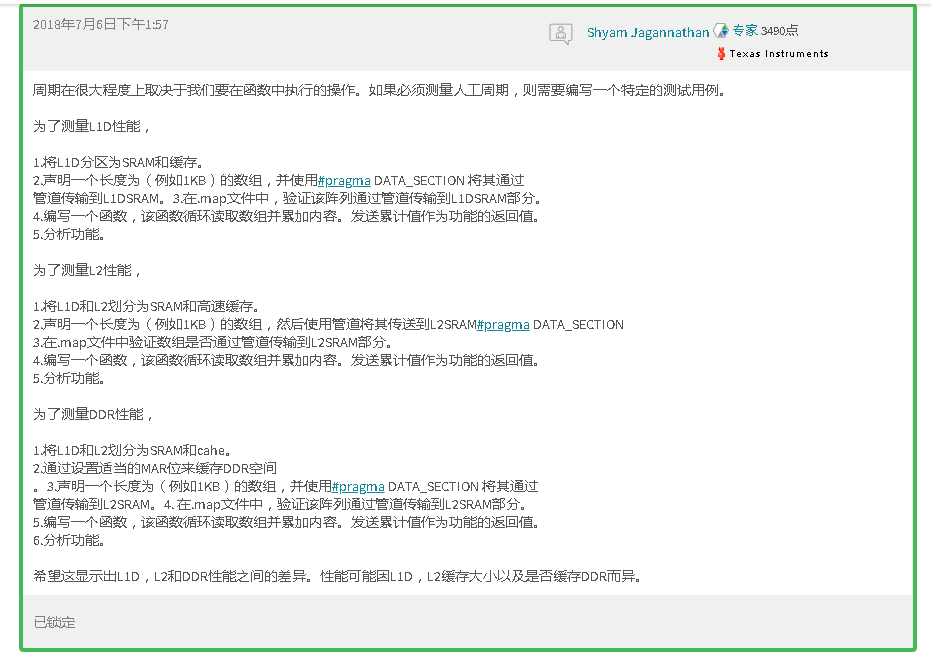 2018年7月6日下午1:57
Shyam Jagannathan 专家 3490点
Texas Instruments
周期在很大程度上取决于我们要在函数中执行的操作。如果必须测量人工周期，则需要编写一个特定的测试用例。
为了测量L1D性能，
1.将L1D分区为SRAM和缓存。
2.声明一个长度为（例如1KB）的数组，并使用#pragma DATA_SECTION 将其通过
管道传输到L1DSRAM。3.在.map文件中，验证该阵列通过管道传输到L1DSRAM部分。
4.编写一个函数，该函数循环读取数组并累加内容。发送累计值作为功能的返回值。
5.分析功能。
为了测量L2性能，
1.将L1D和L2划分为SRAM和高速缓存。
2.声明一个长度为（例如1KB）的数组，然后使用管道将其传送到L2SRAM#pragma DATA_SECTION
3.在.map文件中验证数组是否通过管道传输到L2SRAM部分。
4.编写一个函数，该函数循环读取数组并累加内容。发送累计值作为功能的返回值。
5.分析功能。
为了测量DDR性能，
1.将L1D和L2划分为SRAM和cahe。
2.通过设置适当的MAR位来缓存DDR空间
。3.声明一个长度为（例如1KB）的数组，并使用#pragma DATA_SECTION 将其通过
管道传输到L2SRAM。4. 在.map文件中，验证该阵列通过管道传输到L2SRAM部分。
5.编写一个函数，该函数循环读取数组并累加内容。发送累计值作为功能的返回值。
6.分析功能。
希望这显示出L1D，L2和DDR性能之间的差异。性能可能因L1D，L2缓存大小以及是否缓存DDR而异。
已锁定